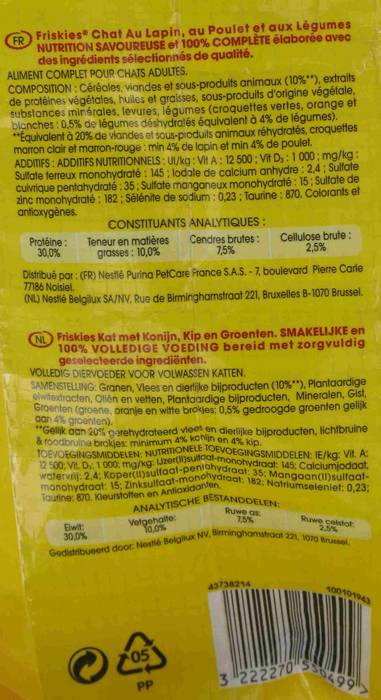 FR Friskies® Chat Au Lapin, au Poulet et aux Légumes
NUTRITION SAVOUREUSE et 100% COMPLÈTE élaborée avec
des ingrédients sélectionnés de qualité.
ALIMENT COMPLET POUR CHATS ADULTES.
COMPOSITION : Céréales, viandes et sous-produits animaux (10%**), extraits
de protéines végétales, huiles et graisses, sous-produits d'origine végétale,
substances minérales, levures, légumes (croquettes vertes, orange et
blanches : 0,5% de légumes déshydratés équivalent à 4% de légumes).
**Équivalent à 20% de viandes et sous-produits animaux réhydratés, croquettes
marron clair et marron-rouge : min 4% de lapin et min 4% de poulet.
ADDITIFS : ADDITIFS NUTRITIONNELS : UI/kg : Vit A : 12 500 ; Vit D₃ : 1 000 ; mg/kg :
Sulfate ferreux monohydraté : 145 ; Iodate de calcium anhydre : 2,4 ; Sulfate
cuivrique pentahydraté : 35 ; Sulfate manganeux monohydraté : 15 ; Sulfate de
zinc monohydraté : 182 ; Sélénite de sodium : 0,23 ; Taurine : 870. Colorants et
antioxygènes.
CONSTITUANTS ANALYTIQUES :
Protéine : Teneur en matières Cendres brutes : Cellulose brute :
30,0% grasses : 10,0% 7,5% 2,5%
Distribué par : (FR) Nestlé Purina PetCare France S.A.S. - 7, boulevard Pierre Carle
77186 Noisiel.
(NL) Nestlé Belgilux SA/NV, Rue de Birminghamstraat 221, Bruxelles B-1070 Brussel.
NL Friskies Kat met Konijn, Kip en Groenten. SMAKELIJKE en
100% VOLLEDIGE VOEDING bereid met zorgvuldig
geselecteerde ingrediënten.
VOLLEDIG DIERVOEDER VOOR VOLWASSEN KATTEN.
SAMENSTELLING: Granen, Vlees en dierlijke bijproducten (10%**), Plantaardige
eiwitextracten, Oliën en vetten, Plantaardige bijproducten, Mineralen, Gist,
Groenten (groene, oranje en witte brokjes: 0,5% gedroogde groenten gelijk
aan 4% groenten).
**Gelijk aan 20% gerehydrateerd vlees en dierlijke bijproducten, lichtbruine
& roodbruine brokjes: minimum 4% konijn en 4% kip.
TOEVOEGINGSMIDDELEN: NUTRITIONELE TOEVOEGINGSMIDDELEN: IE/kg: Vit. A:
12 500; Vit. D₃: 1 000; mg/kg: IJzer(II)sulfaat-monohydraat: 145; Calciumjodaat,
watervrij: 2,4; Koper(II)sulfaat-pentahydraat: 35; Mangaan(II)sulfaat-
monohydraat: 15; Zinksulfaat-monohydraat: 182; Natriumseleniet: 0,23;
Taurine: 870. Kleurstoffen en Antioxidanten.
ANALYTISCHE BESTANDDELEN:
Eiwit: Vetgehalte: Ruwe as: Ruwe celstof:
30,0% 10,0% 7,5% 2,5%
Gedistribueerd door: Nestlé Belgilux NV, Birminghamstraat 221, 1070 Brussel.
43738214 100101943
05
PP
3 222270 550499